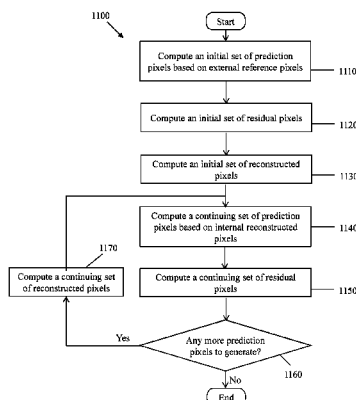 1100
Start
Compute an initial set of prediction
pixels based on external reference pixels
1110
Compute an initial set of residual pixels
1120
Compute an initial set of reconstructed
pixels
1130
Compute a continuing set of prediction
pixels based on internal reconstructed
pixels
1140
1170
Compute a continuing set
of reconstructed pixels
Compute a continuing set of residual
pixels
1150
Yes
Any more prediction
pixels to generate?
1160
No
End